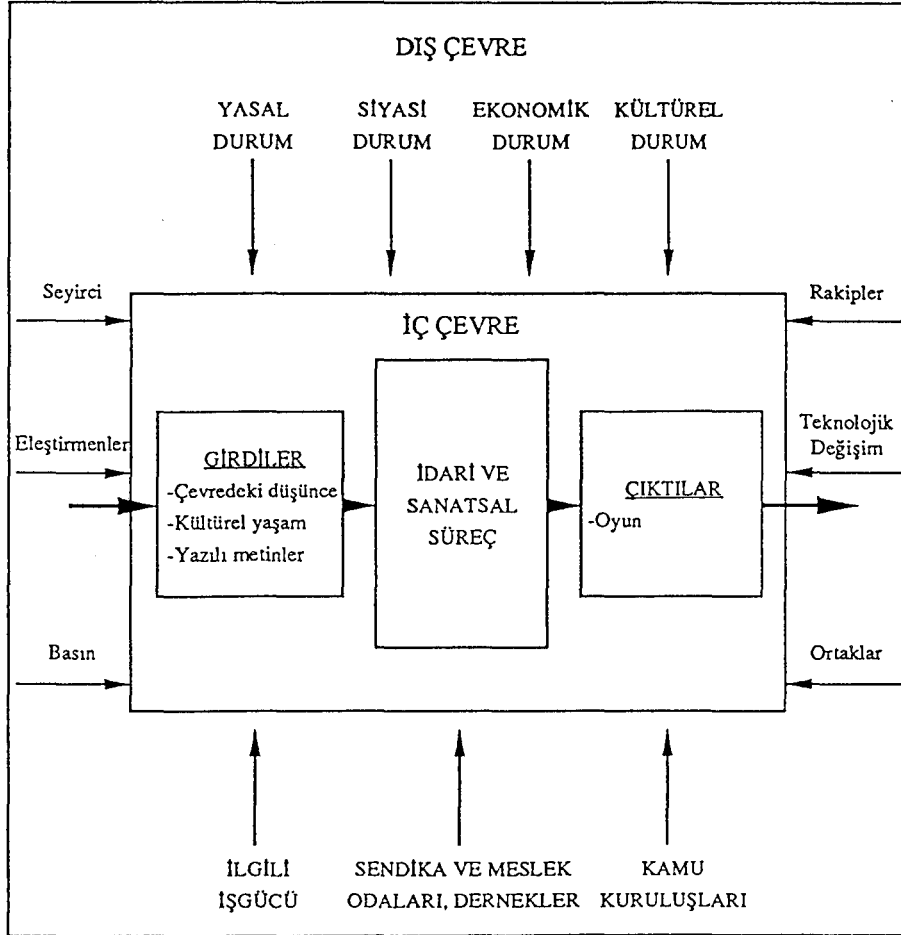 DIŞ ÇEVRE
YASAL DURUM
SİYASİ DURUM
EKONOMİK DURUM
KÜLTÜREL DURUM
Seyirci
Rakipler
İÇ ÇEVRE
Eleştirmenler
Teknolojik
Değişim
GİRDİLER
-Çevredeki düşünce
-Kültürel yaşam
-Yazılı metinler
İDARİ VE
SANATSAL
SÜREÇ
ÇIKTILAR
-Oyun
Basın
Ortaklar
İLGİLİ
İŞGÜCÜ
SENDİKA VE MESLEK
ODALARI, DERNEKLER
KAMU
KURULUŞLARI